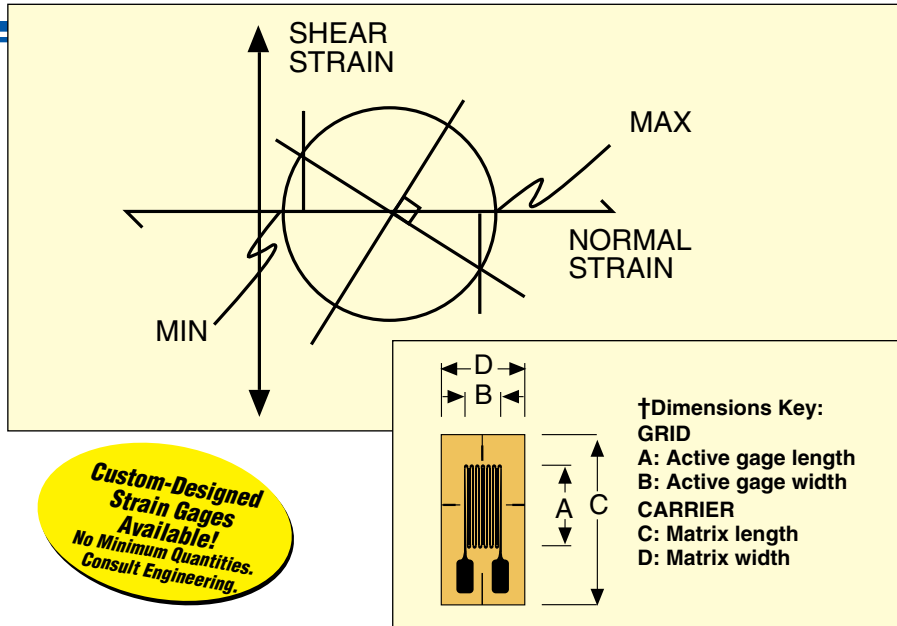 SHEAR
STRAIN
MAX
NORMAL
STRAIN
MIN
D
B
A
C
†Dimensions Key:
GRID
A: Active gage length
B: Active gage width
CARRIER
C: Matrix length
D: Matrix width
Custom-Designed
Strain Gages
Available!
No Minimum Quantities.
Consult Engineering.